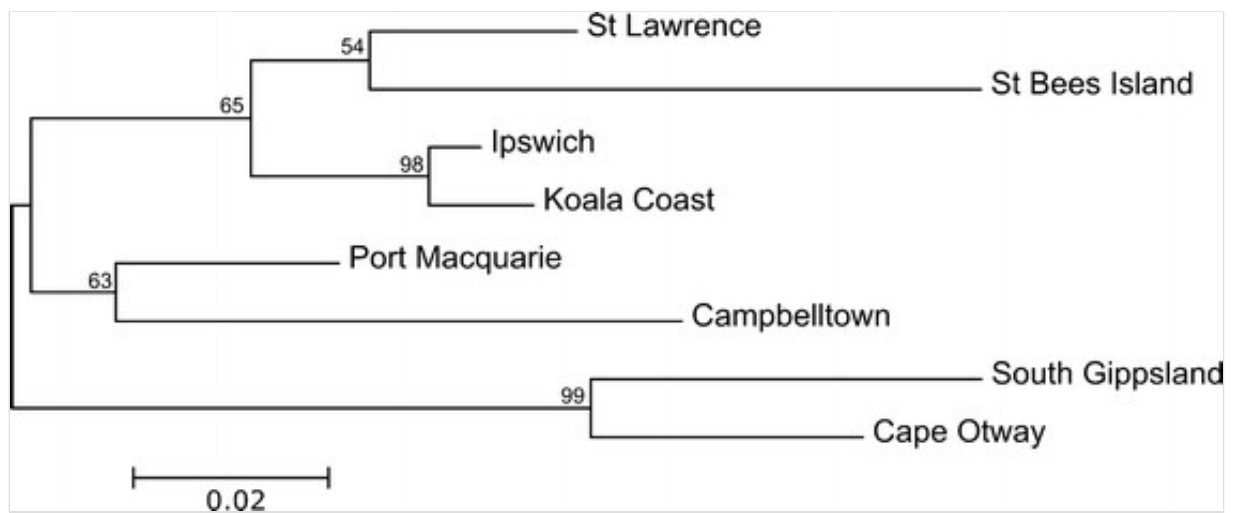 St Lawrence
54
St Bees Island
65
Ipswich
98
Koala Coast
Port Macquarie
63
Campbelltown
South Gippsland
99
Cape Otway
0.02